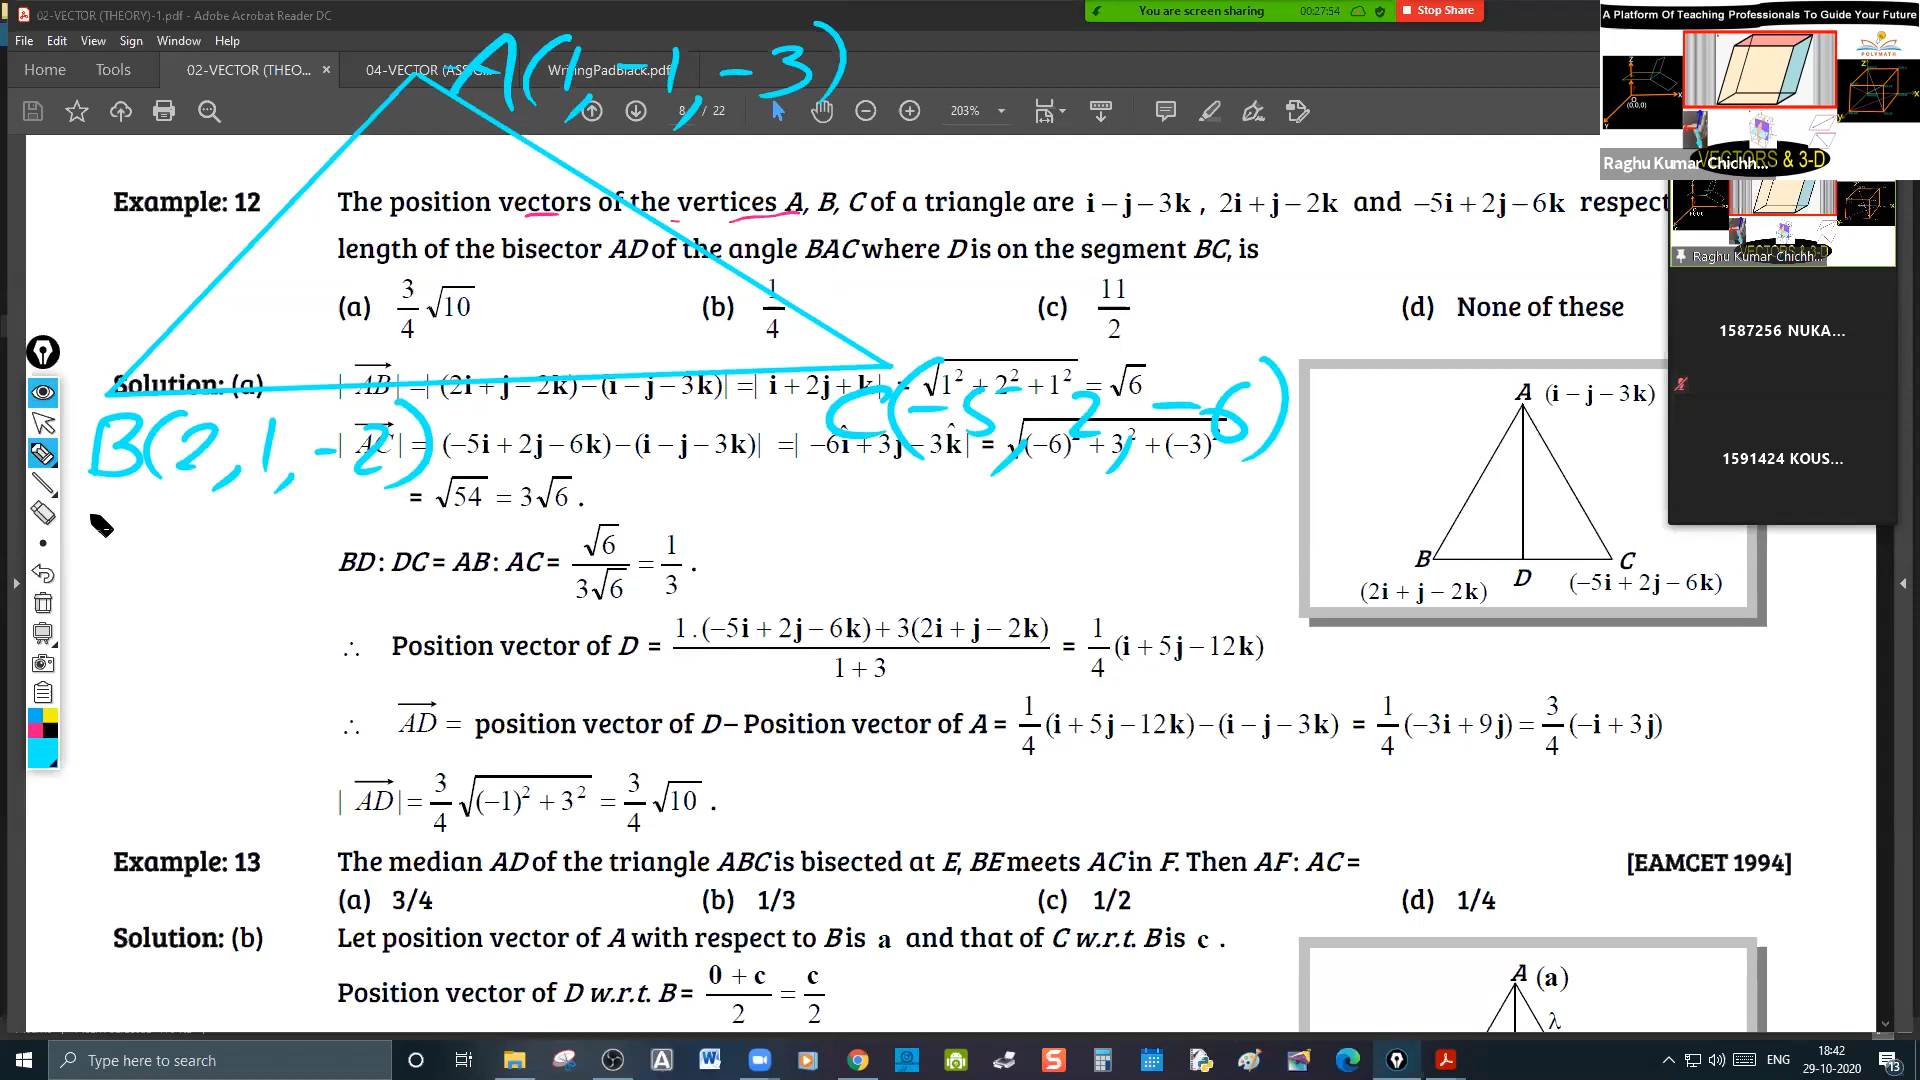 02-VECTOR (THEORY)-1.pdf - Adobe Acrobat Reader DC
You are screen sharing
00:27:54
Stop Share
A Platform Of Teaching Professionals To Guide Your Future
File Edit View Sign Window Help
Home Tools 02-VECTOR (THEO... × 04-VECTOR (ASSIG... WritingPadBlack.pdf
A(1, -1, -3)
8 / 22 203%
POLYMATH
VECTORS & 3-D
Raghu Kumar Chichh...
Example: 12 The position vectors of the vertices A, B, C of a triangle are i – j – 3k , 2i + j – 2k and –5i + 2j – 6k respect
length of the bisector AD of the angle BAC where D is on the segment BC, is
Raghu Kumar Chichh...
(a) 3/4 √10 (b) 1/4 (c) 11/2 (d) None of these
1587256 NUKA...
1591424 KOUS...
Solution: (a) | AB | =| (2i + j – 2k) – (i – j – 3k) | =| i + 2j + k | = √1² + 2² + 1² = √6
B(2, 1, -2)
C(-5, 2, -6)
| AC | = (–5i + 2j – 6k) – (i – j – 3k) | =| –6î + 3j – 3k̂ | = √(–6)² + 3² + (–3)²
= √54 = 3√6 .
A (i – j – 3k)
B
D
C
(2i + j – 2k)
(–5i + 2j – 6k)
BD : DC = AB : AC = √6/3√6 = 1/3 .
∴ Position vector of D = 1.(–5i + 2j – 6k) + 3(2i + j – 2k)/1 + 3 = 1/4 (i + 5j – 12k)
∴ AD = position vector of D – Position vector of A = 1/4 (i + 5j – 12k) – (i – j – 3k) = 1/4 (–3i + 9j) = 3/4 (–i + 3j)
| AD | = 3/4 √(–1)² + 3² = 3/4 √10 .
Example: 13 The median AD of the triangle ABC is bisected at E, BE meets AC in F. Then AF : AC = [EAMCET 1994]
(a) 3/4 (b) 1/3 (c) 1/2 (d) 1/4
Solution: (b) Let position vector of A with respect to B is a and that of C w.r.t. B is c .
Position vector of D w.r.t. B = 0 + c/2 = c/2
A (a)
λ
Type here to search
ENG
18:42
29-10-2020
13